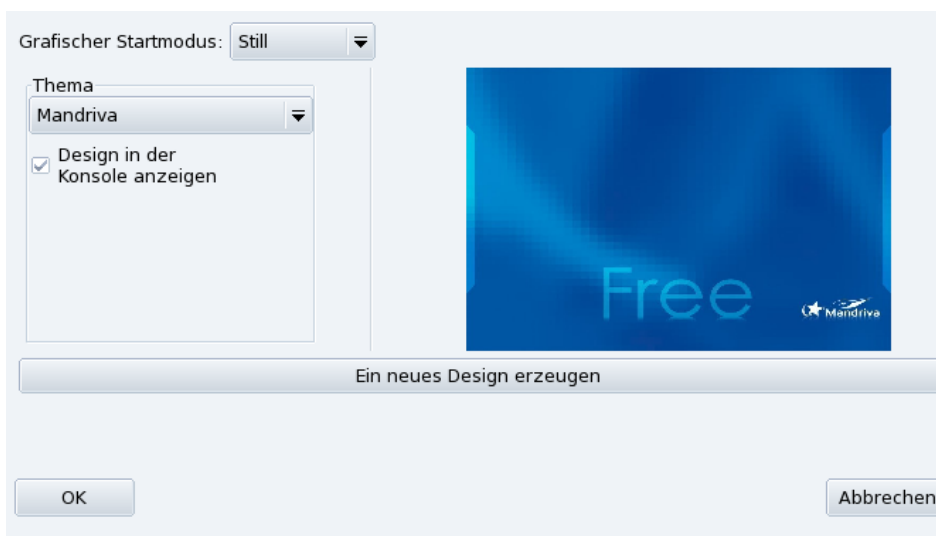 Grafischer Startmodus: Still
Thema
Mandriva
Design in der
Konsole anzeigen
Free
Mandriva
Ein neues Design erzeugen
OK
Abbrechen